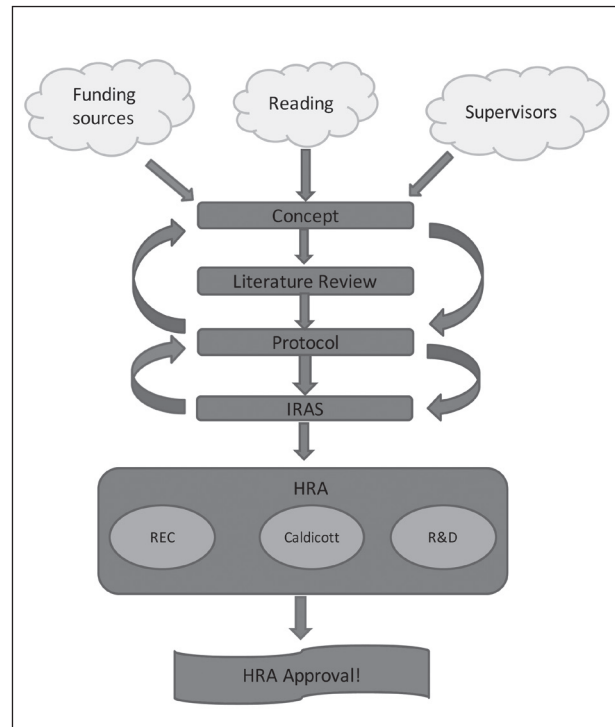 Funding
sources
Reading
Supervisors
Concept
Literature Review
Protocol
IRAS
HRA
REC
Caldicott
R&D
HRA Approval!